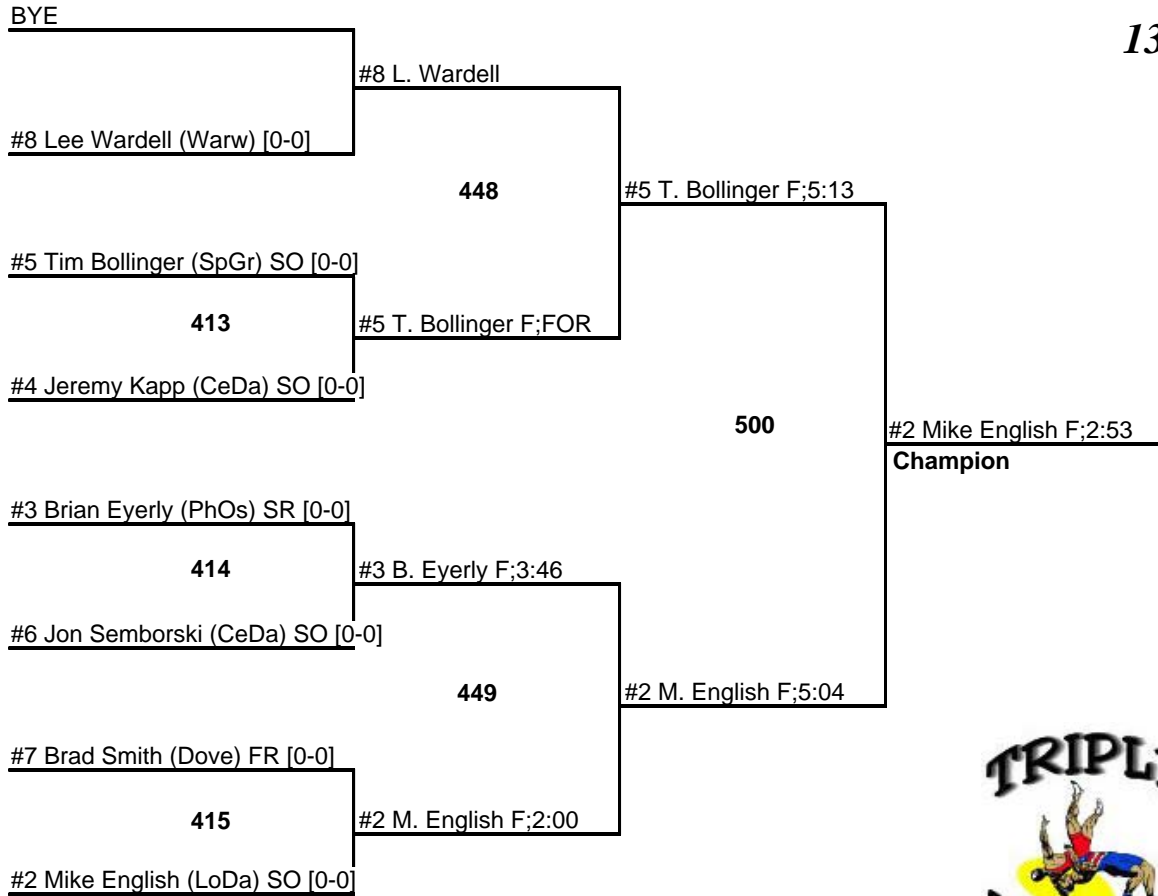 BYE
13
#8 L. Wardell
#8 Lee Wardell (Warw) [0-0]
448
#5 T. Bollinger F;5:13
#5 Tim Bollinger (SpGr) SO [0-0]
413
#5 T. Bollinger F;FOR
#4 Jeremy Kapp (CeDa) SO [0-0]
500
#2 Mike English F;2:53
Champion
#3 Brian Eyerly (PhOs) SR [0-0]
414
#3 B. Eyerly F;3:46
#6 Jon Semborski (CeDa) SO [0-0]
449
#2 M. English F;5:04
#7 Brad Smith (Dove) FR [0-0]
415
#2 M. English F;2:00
#2 Mike English (LoDa) SO [0-0]